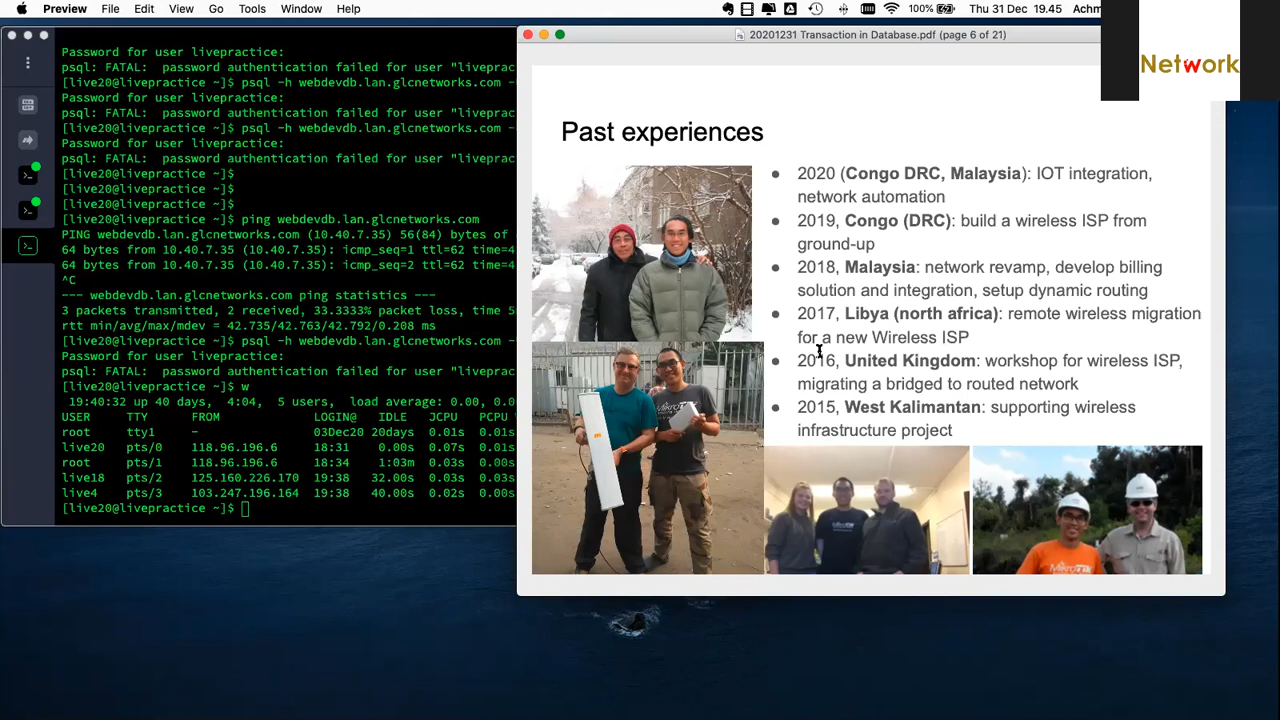 Preview File Edit View Go Tools Window Help 100% Thu 31 Dec 19.45 Achm
Password for user livepractice:
psql: FATAL: password authentication failed for user "liveprac
[live20@livepractice ~]$ psql -h webdevdb.lan.glcnetworks.com -
Password for user livepractice:
psql: FATAL: password authentication failed for user "liveprac
[live20@livepractice ~]$ psql -h webdevdb.lan.glcnetworks.com -
Password for user livepractice:
psql: FATAL: password authentication failed for user "liveprac
[live20@livepractice ~]$
[live20@livepractice ~]$
[live20@livepractice ~]$
[live20@livepractice ~]$ ping webdevdb.lan.glcnetworks.com
PING webdevdb.lan.glcnetworks.com (10.40.7.35) 56(84) bytes of
64 bytes from 10.40.7.35 (10.40.7.35): icmp_seq=1 ttl=62 time=4
64 bytes from 10.40.7.35 (10.40.7.35): icmp_seq=2 ttl=62 time=4
^C
--- webdevdb.lan.glcnetworks.com ping statistics ---
3 packets transmitted, 2 received, 33.3333% packet loss, time 5
rtt min/avg/max/mdev = 42.735/42.763/42.792/0.208 ms
[live20@livepractice ~]$ psql -h webdevdb.lan.glcnetworks.com -
Password for user livepractice:
psql: FATAL: password authentication failed for user "liveprac
[live20@livepractice ~]$ w
19:40:32 up 40 days, 4:04, 5 users, load average: 0.00, 0.0
USER TTY FROM LOGIN@ IDLE JCPU PCPU
root tty1 - 03Dec20 20days 0.01s 0.01s
live20 pts/0 118.96.196.6 18:31 0.00s 0.07s 0.01s
root pts/1 118.96.196.6 18:34 1:03m 0.03s 0.00s
live18 pts/2 125.160.226.170 19:38 32.00s 0.03s 0.03s
live4 pts/3 103.247.196.164 19:38 40.00s 0.02s 0.00s
[live20@livepractice ~]$
20201231 Transaction in Database.pdf (page 6 of 21)
Network
Past experiences
● 2020 (Congo DRC, Malaysia): IOT integration,
network automation
● 2019, Congo (DRC): build a wireless ISP from
ground-up
● 2018, Malaysia: network revamp, develop billing
solution and integration, setup dynamic routing
● 2017, Libya (north africa): remote wireless migration
for a new Wireless ISP
● 2016, United Kingdom: workshop for wireless ISP,
migrating a bridged to routed network
● 2015, West Kalimantan: supporting wireless
infrastructure project